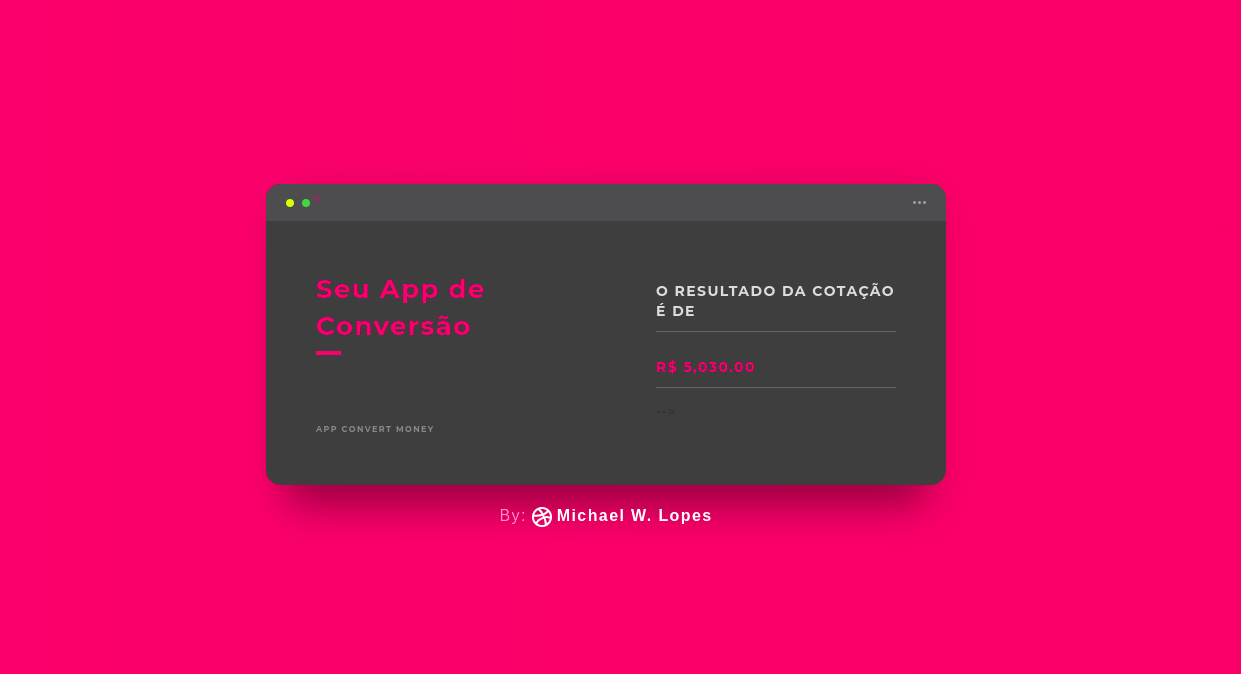 Seu App de
Conversão
APP CONVERT MONEY
O RESULTADO DA COTAÇÃO
É DE
R$ 5,030.00
-->
By: Michael W. Lopes